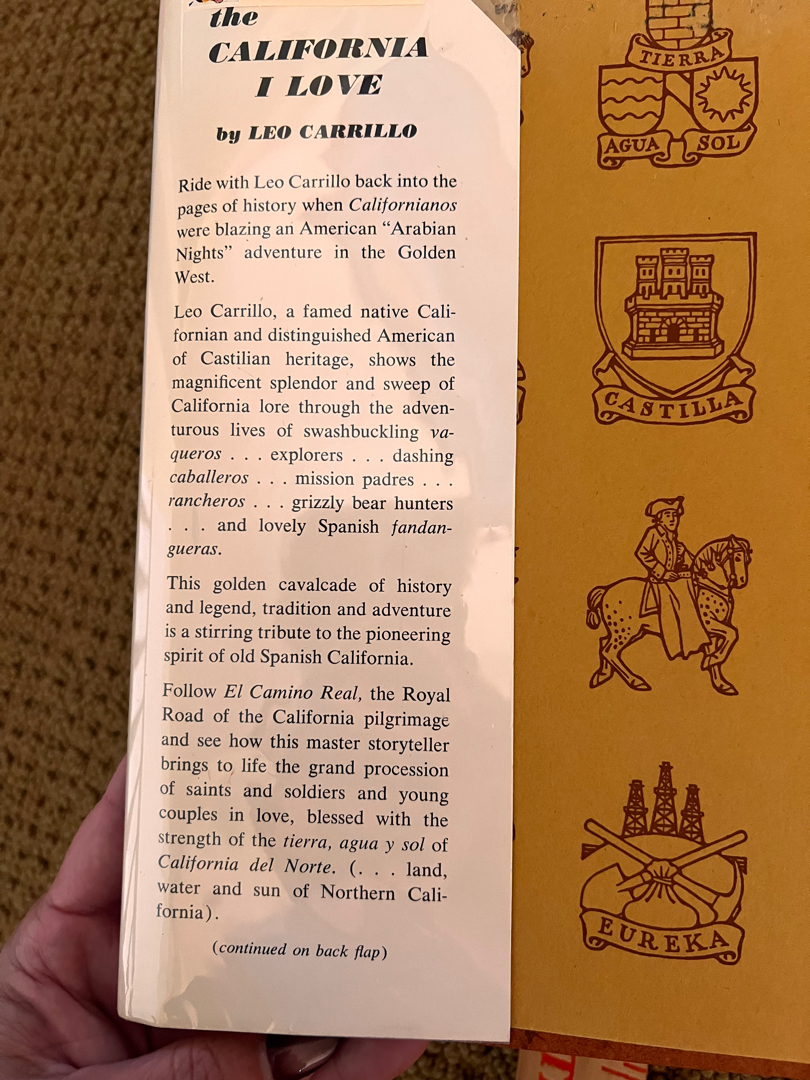 the
CALIFORNIA
I LOVE
by LEO CARRILLO
Ride with Leo Carrillo back into the
pages of history when Californianos
were blazing an American “Arabian
Nights” adventure in the Golden
West.
Leo Carrillo, a famed native Cali-
fornian and distinguished American
of Castilian heritage, shows the
magnificent splendor and sweep of
California lore through the adven-
turous lives of swashbuckling va-
queros . . . explorers . . . dashing
caballeros . . . mission padres . . .
rancheros . . . grizzly bear hunters
. . . and lovely Spanish fandan-
gueras.
This golden cavalcade of history
and legend, tradition and adventure
is a stirring tribute to the pioneering
spirit of old Spanish California.
Follow El Camino Real, the Royal
Road of the California pilgrimage
and see how this master storyteller
brings to life the grand procession
of saints and soldiers and young
couples in love, blessed with the
strength of the tierra, agua y sol of
California del Norte. (. . . land,
water and sun of Northern Cali-
fornia).
(continued on back flap)
TIERRA
AGUA SOL
CASTILLA
EUREKA